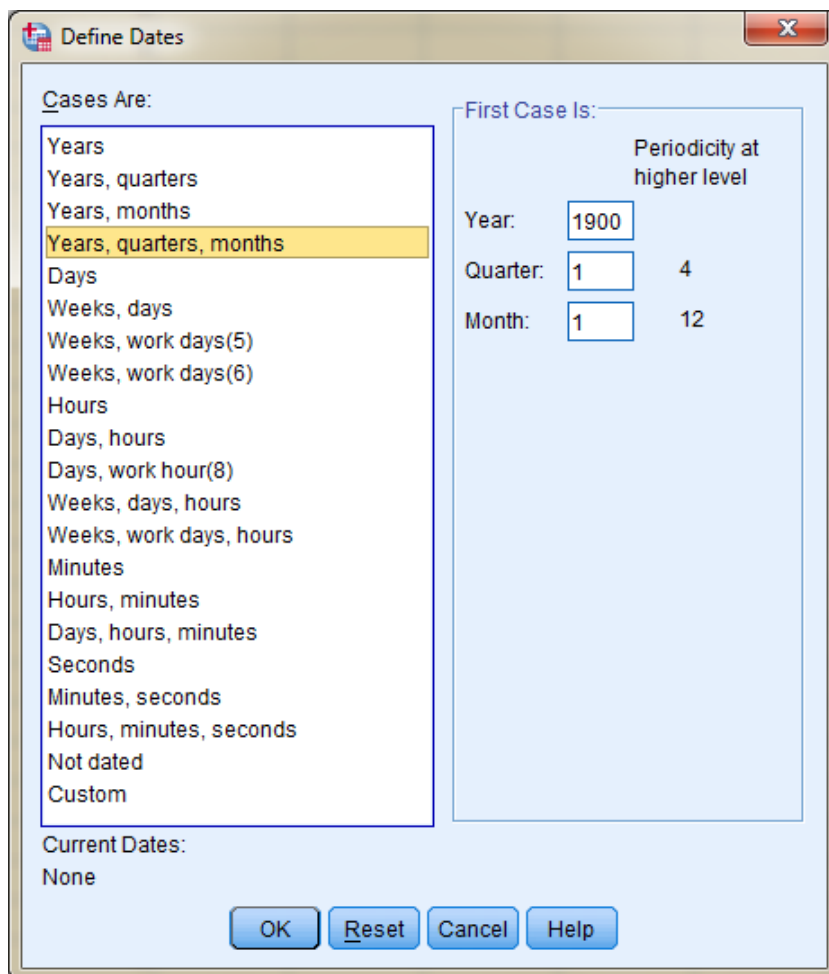 Define Dates
Cases Are:
Years
Years, quarters
Years, months
Years, quarters, months
Days
Weeks, days
Weeks, work days(5)
Weeks, work days(6)
Hours
Days, hours
Days, work hour(8)
Weeks, days, hours
Weeks, work days, hours
Minutes
Hours, minutes
Days, hours, minutes
Seconds
Minutes, seconds
Hours, minutes, seconds
Not dated
Custom
First Case Is:
Periodicity at
higher level
Year: 1900
Quarter: 1 4
Month: 1 12
Current Dates:
None
OK Reset Cancel Help